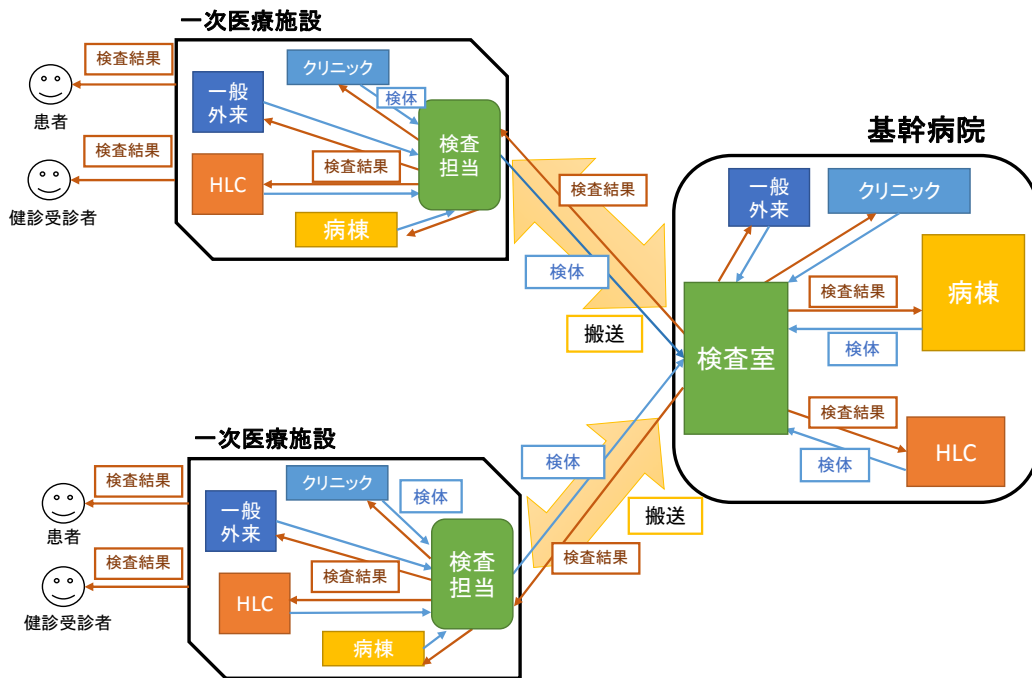 一次医療施設
検査結果
患者
検査結果
健診受診者
クリニック
検体
一般
外来
検査
担当
検査結果
HLC
病棟
検査結果
検体
搬送
基幹病院
一般
外来
クリニック
検査結果
病棟
検体
検査室
検査結果
HLC
検体
一次医療施設
検査結果
患者
検査結果
健診受診者
クリニック
検体
一般
外来
検査
担当
検査結果
HLC
病棟
検体
搬送
検査結果